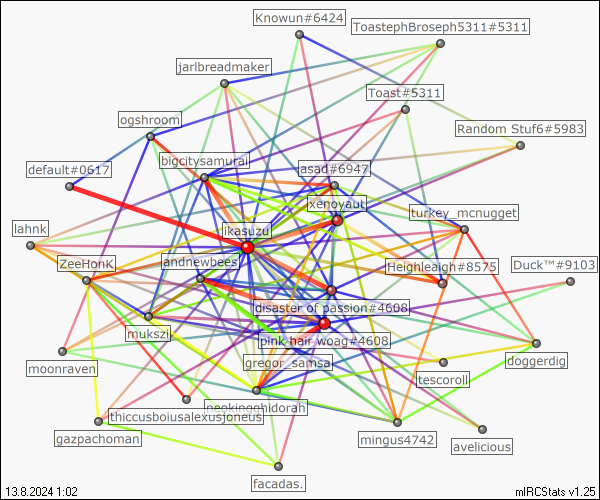 Knowun#6424
ToastephBroseph5311#5311
jarlbreadmaker
Toast#5311
ogshroom
Random Stuf6#5983
bigcitysamurai
asad#6947
default#0617
xenoyaut
turkey_mcnugget
lahnk
ikasuzu
ZeeHonk
andnewbees
Heighleaigh#8575
Duck™#9103
disaster of passion#4608
mukszi
pink hair woag#4608
gregor_samsa
doggerdig
moonraven
tescoroll
neokingghidorah
thiccusboiusalexusjoneus
gazpachoman
mingus4742
avelicious
facadas.
13.8.2024 1:02
mIRCStats v1.25